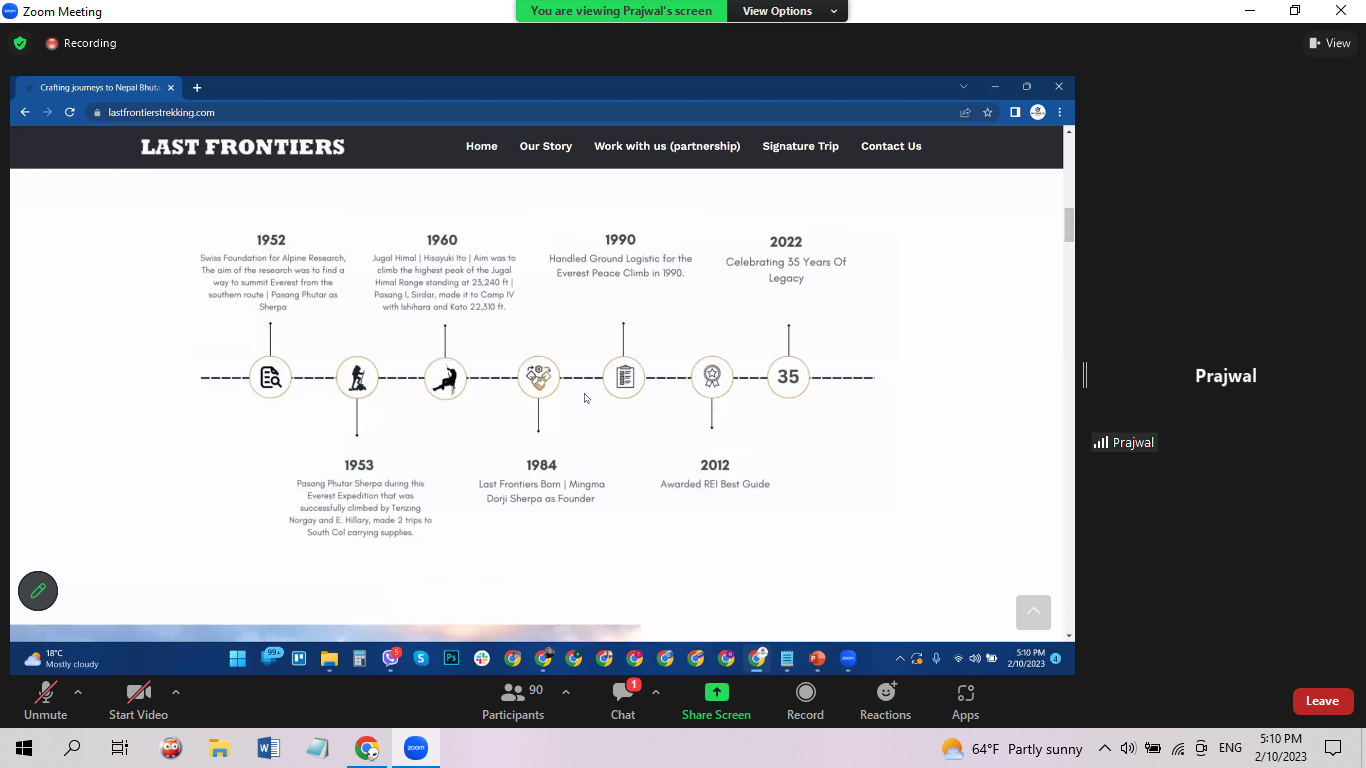 Zoom Meeting
You are viewing Prajwal's screen
View Options
Recording
View
Crafting journeys to Nepal Bhuta
lastfrontierstrekking.com
LAST FRONTIERS
Home
Our Story
Work with us (partnership)
Signature Trip
Contact Us
1952
Swiss Foundation for Alpine Research,
The aim of the research was to find a
way to summit Everest from the
southern route | Pasang Phutar as
Sherpa
1960
Jugal Himal | Hisayuki Ito | Aim was to
climb the highest peak of the Jugal
Himal Range standing at 23,240 ft |
Pasang I, Sirdar, made it to Camp IV
with Ishihara and Kato 22,310 ft.
1990
Handled Ground Logistic for the
Everest Peace Climb in 1990.
2022
Celebrating 35 Years Of
Legacy
35
1953
Pasang Phutar Sherpa during this
Everest Expedition that was
successfully climbed by Tenzing
Norgay and E. Hillary, made 2 trips to
South Col carrying supplies.
1984
Last Frontiers Born | Mingma
Dorji Sherpa as Founder
2012
Awarded REI Best Guide
Prajwal
Prajwal
18°C
Mostly cloudy
99+
5
Ps
5:10 PM
2/10/2023
4
Unmute
Start Video
Participants
90
Chat
1
Share Screen
Record
Reactions
Apps
Leave
zoom
64°F Partly sunny
ENG
5:10 PM
2/10/2023